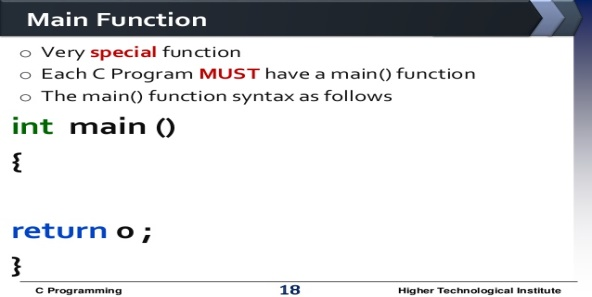 Main Function
○ Very special function
○ Each C Program MUST have a main() function
○ The main() function syntax as follows
int main ()
{
return 0 ;
}
C Programming 18 Higher Technological Institute